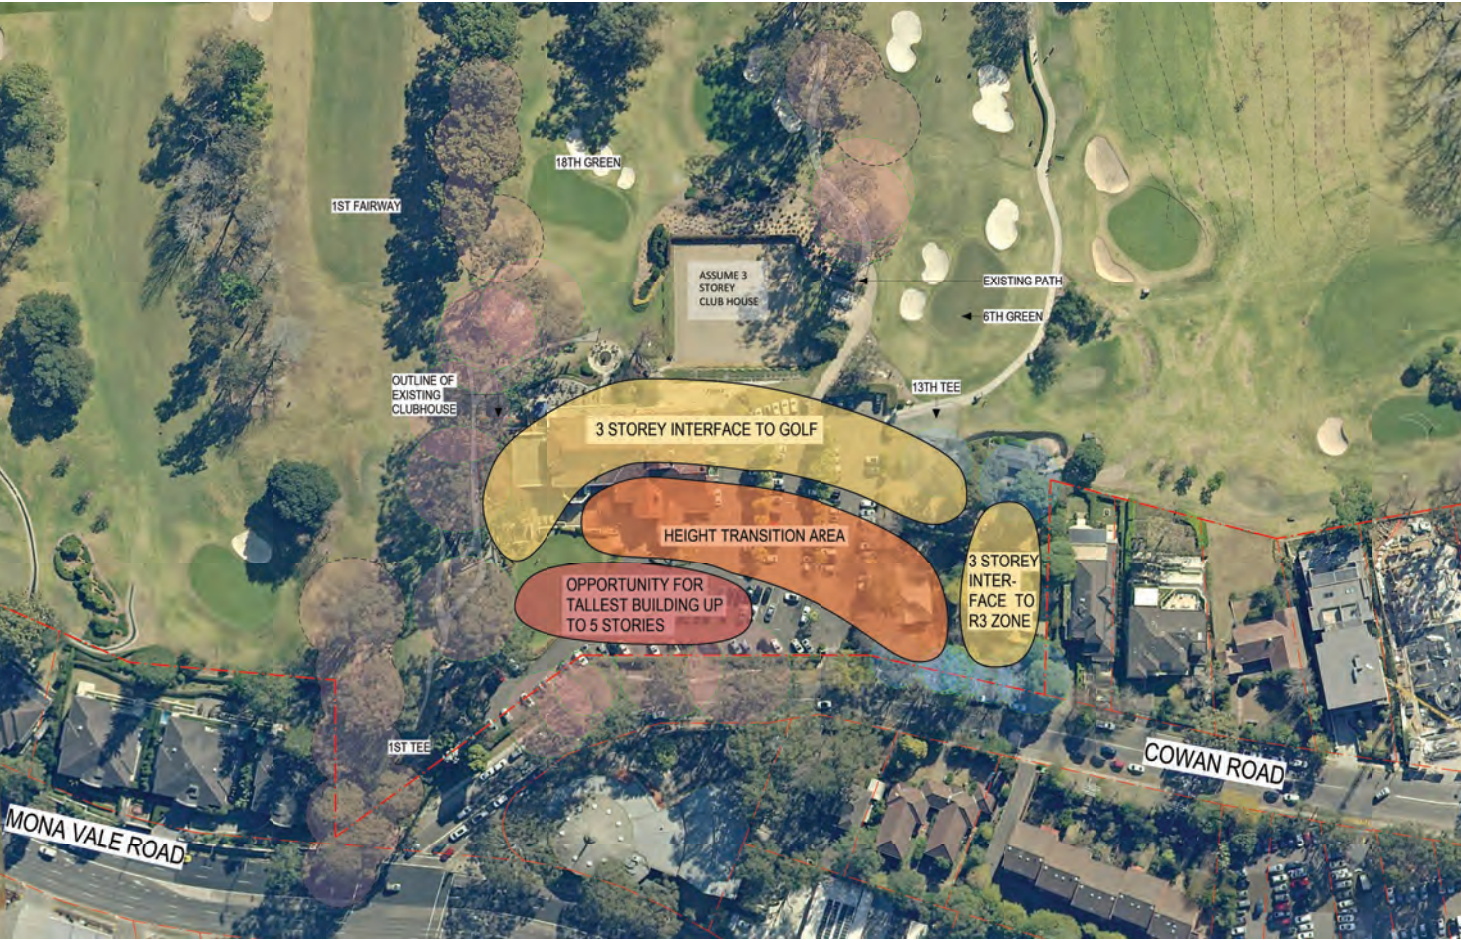 18TH GREEN
1ST FAIRWAY
ASSUME 3
STOREY
CLUB HOUSE
EXISTING PATH
6TH GREEN
OUTLINE OF
EXISTING
CLUBHOUSE
13TH TEE
3 STOREY INTERFACE TO GOLF
HEIGHT TRANSITION AREA
3 STOREY
INTER-
FACE TO
R3 ZONE
OPPORTUNITY FOR
TALLEST BUILDING UP
TO 5 STORIES
1ST TEE
COWAN ROAD
MONA VALE ROAD